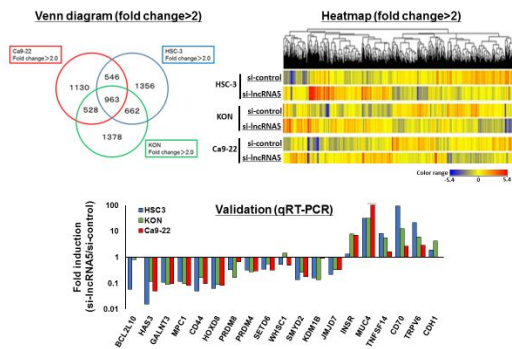 Venn diagram (fold change>2)
Heatmap (fold change>2)
Ca9-22
Fold change>2.0
HSC-3
Fold change>2.0
546
1130
1356
963
528
662
1378
KON
Fold change>2.0
HSC-3
si-control
si-lncRNA5
KON
si-control
si-lncRNA5
Ca9-22
si-control
si-lncRNA5
Color range
-5.4
0
5.4
Validation (qRT-PCR)
Fold induction
(si-lncRNA5/si-control)
100
10
1
0.1
0.01
HSC3
KON
Ca9-22
BCL2L10
HAS3
GALNT3
MPC1
CD44
HOXD8
PRDM8
PRDM4
SETD6
WHSC1
SMYD2
KDM1B
JMJD7
INSR
MUC4
TNFSF14
CD70
TRPV6
CDH1